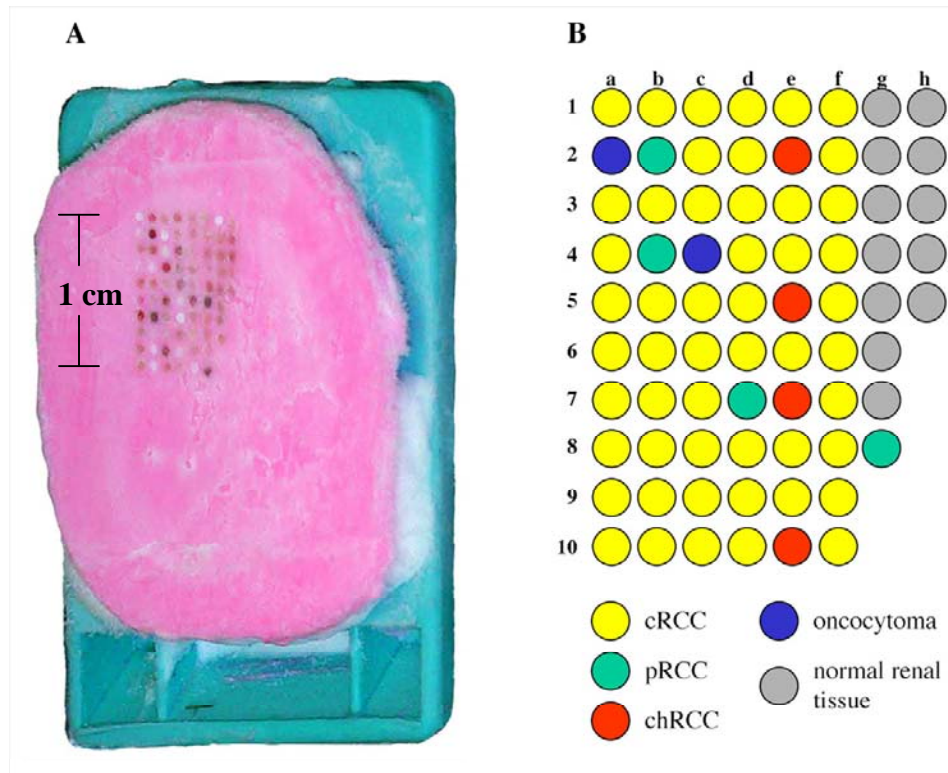 A
1 cm
B
a b c d e f g h
1
2
3
4
5
6
7
8
9
10
cRCC
pRCC
chRCC
oncocytoma
normal renal
tissue